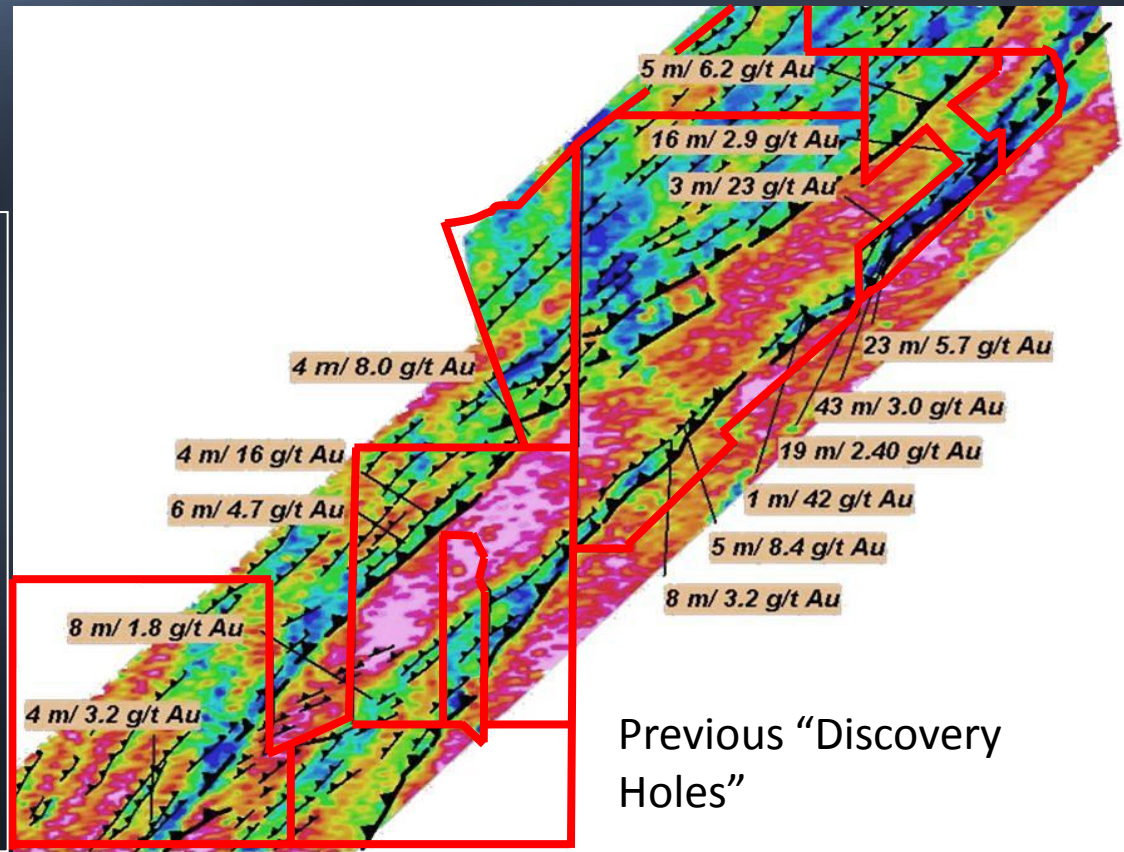 5 m/ 6.2 g/t Au
16 m/ 2.9 g/t Au
3 m/ 23 g/t Au
4 m/ 8.0 g/t Au
23 m/ 5.7 g/t Au
43 m/ 3.0 g/t Au
4 m/ 16 g/t Au
19 m/ 2.40 g/t Au
6 m/ 4.7 g/t Au
1 m/ 42 g/t Au
5 m/ 8.4 g/t Au
8 m/ 3.2 g/t Au
8 m/ 1.8 g/t Au
4 m/ 3.2 g/t Au
Previous “Discovery
Holes”